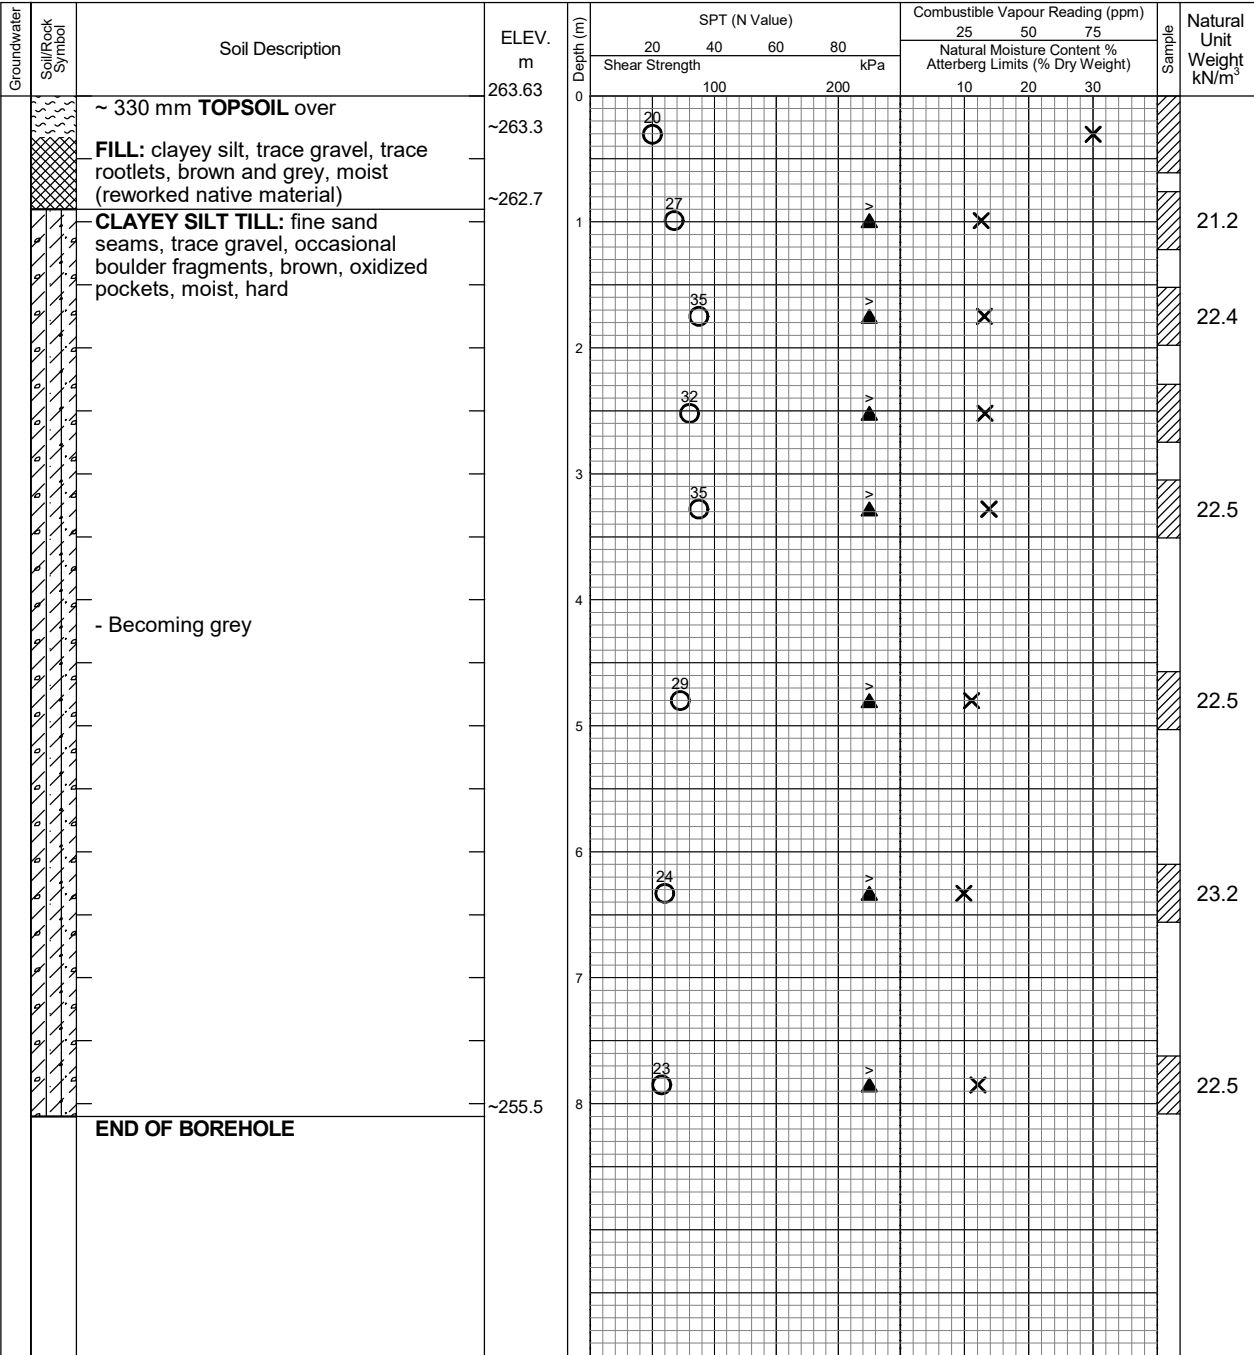 Groundwater
Soil/Rock
Symbol
Soil Description
ELEV.
m
263.63
Depth (m)
SPT (N Value)
20 40 60 80
Shear Strength kPa
100 200
Combustible Vapour Reading (ppm)
25 50 75
Natural Moisture Content %
Atterberg Limits (% Dry Weight)
10 20 30
Sample
Natural
Unit
Weight
kN/m³
0
~ 330 mm TOPSOIL over
~263.3
20
FILL: clayey silt, trace gravel, trace
rootlets, brown and grey, moist
(reworked native material)
~262.7
CLAYEY SILT TILL: fine sand
seams, trace gravel, occasional
boulder fragments, brown, oxidized
pockets, moist, hard
27 >
1
21.2
35 >
22.4
2
32 >
3
35 >
22.5
4
- Becoming grey
29 >
22.5
5
6
24 >
23.2
7
23 >
22.5
8
~255.5
END OF BOREHOLE